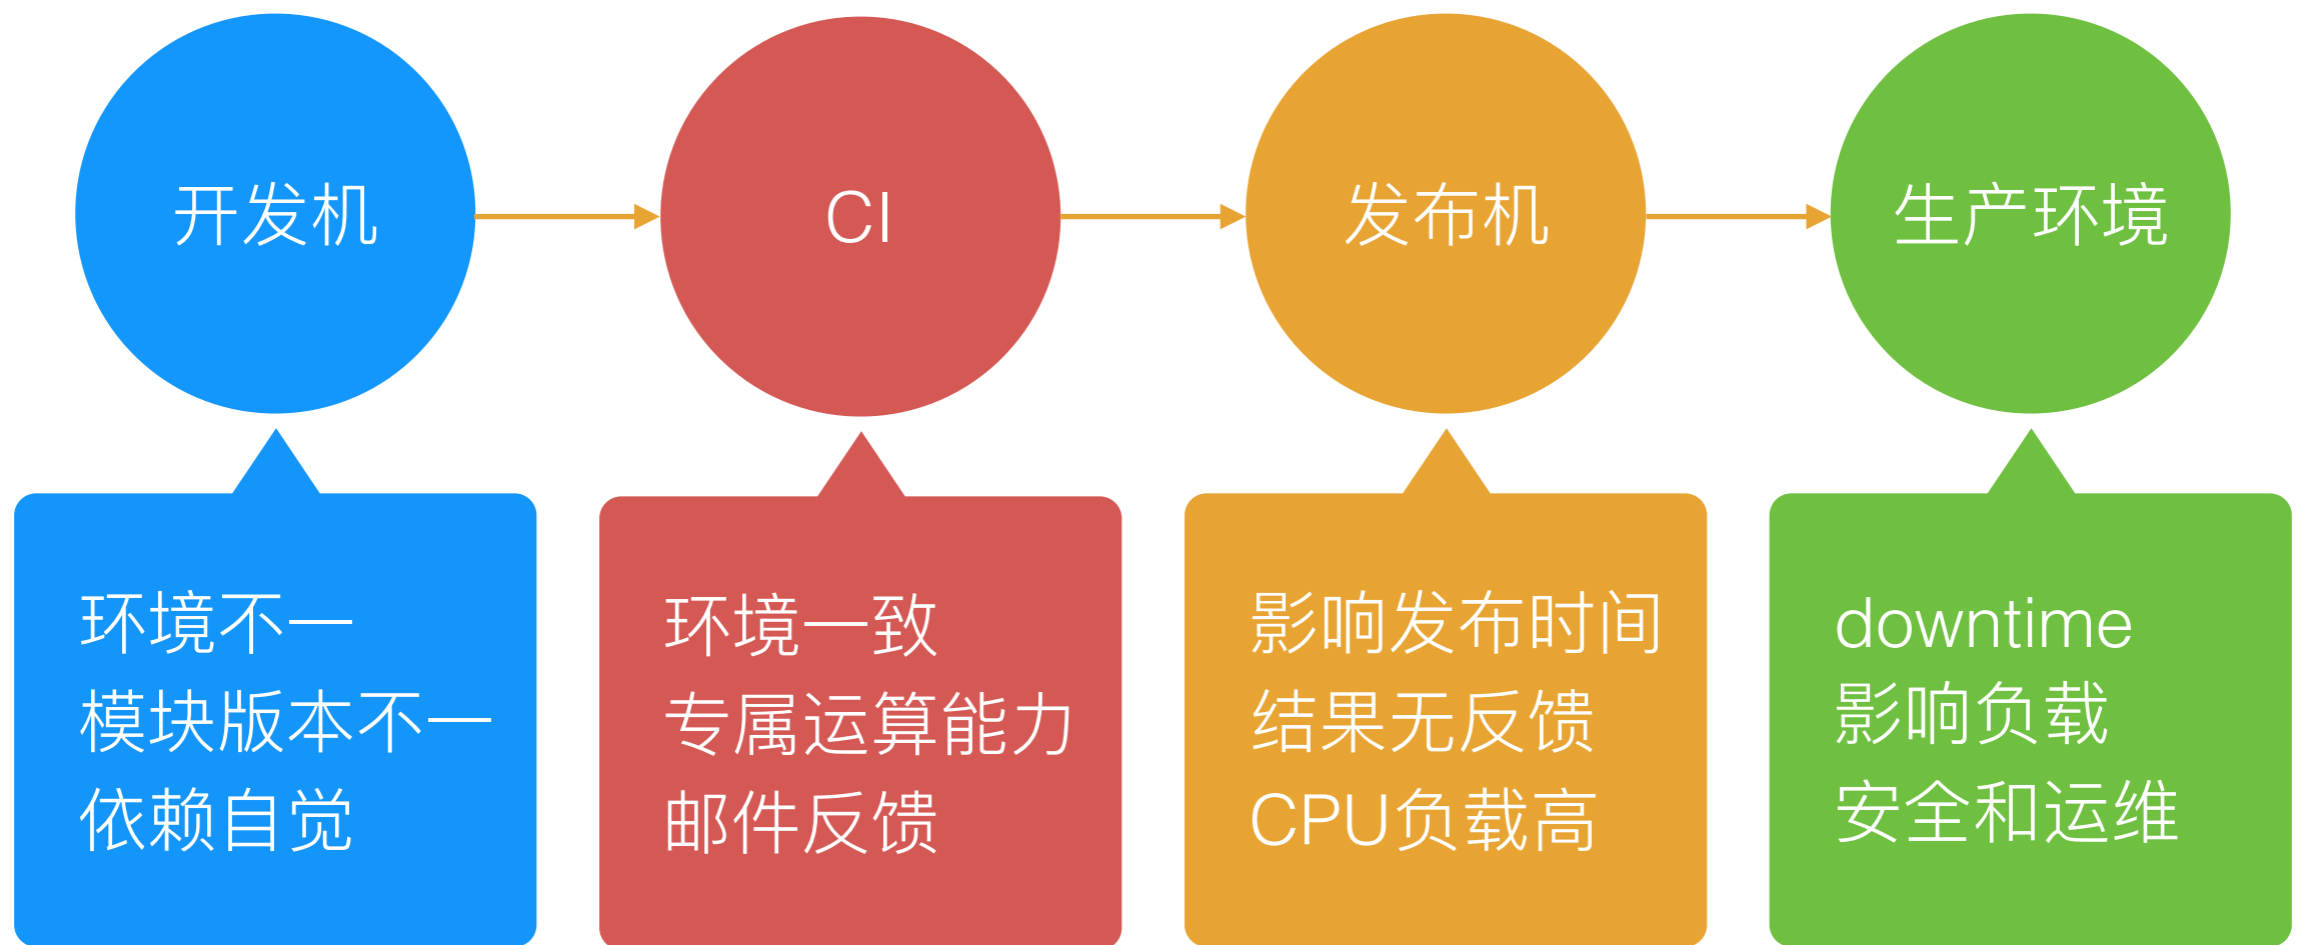 开发机
CI
发布机
生产环境
环境不一
模块版本不一
依赖自觉
环境一致
专属运算能力
邮件反馈
影响发布时间
结果无反馈
CPU负载高
downtime
影响负载
安全和运维